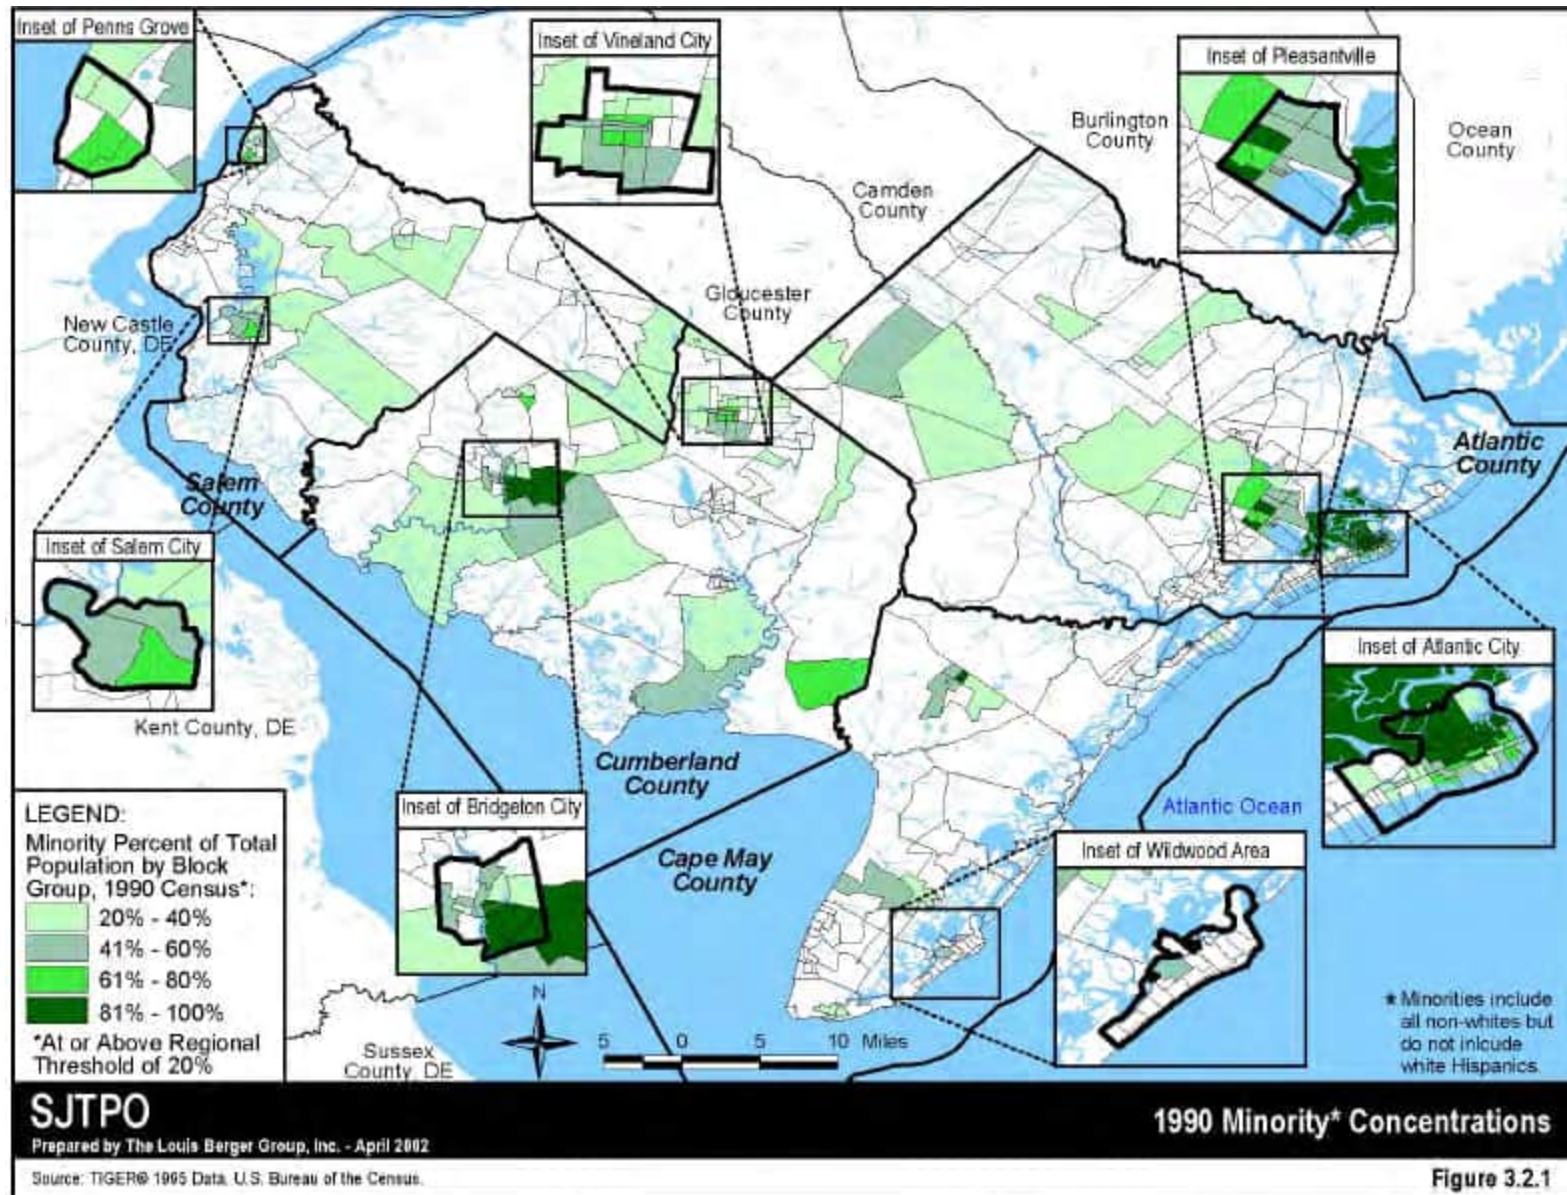 Inset of Penns Grove
Inset of Vineland City
Inset of Pleasantville
Burlington
County
Ocean
County
Camden
County
Gloucester
County
New Castle
County, DE
Atlantic
County
Salem
County
Inset of Salem City
Inset of Atlantic City
Kent County, DE
Cumberland
County
Inset of Bridgeton City
Atlantic Ocean
Cape May
County
Inset of Wildwood Area
LEGEND:
Minority Percent of Total
Population by Block
Group, 1990 Census*:
20% - 40%
41% - 60%
61% - 80%
81% - 100%
*At or Above Regional
Threshold of 20%
N
5 0 5 10 Miles
Sussex
County, DE
* Minorities include
all non-whites but
do not inlcude
white Hispanics.
SJTPO
1990 Minority* Concentrations
Prepared by The Louis Berger Group, Inc. - April 2002
Source: TIGER® 1995 Data, U.S. Bureau of the Census.
Figure 3.2.1